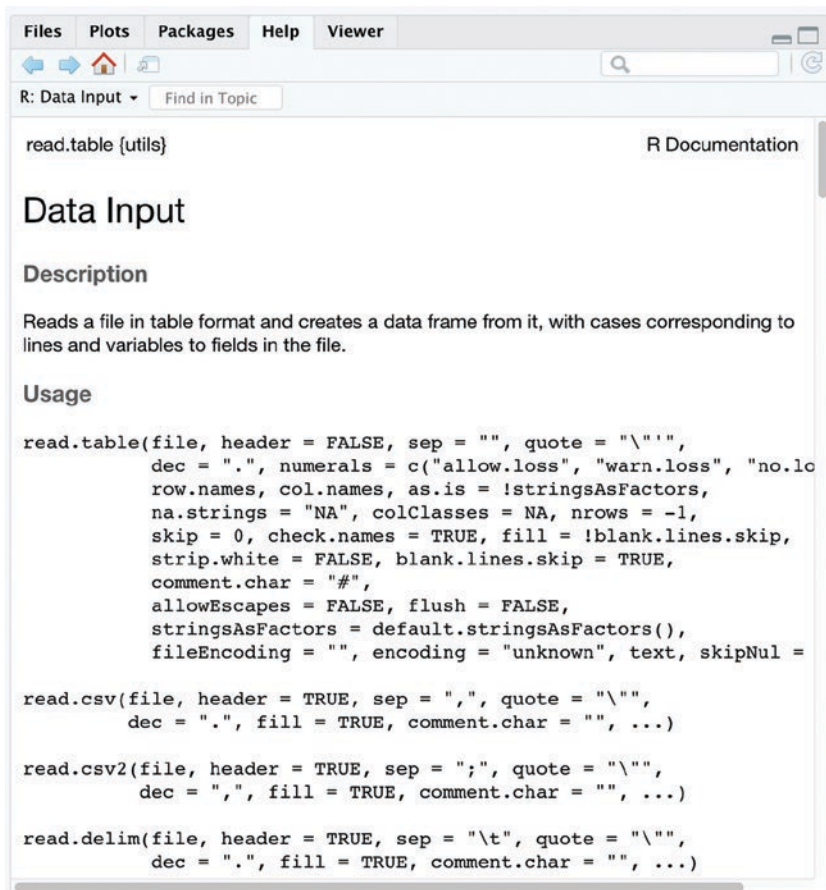 Files Plots Packages Help Viewer
R: Data Input Find in Topic
read.table {utils} R Documentation
Data Input
Description
Reads a file in table format and creates a data frame from it, with cases corresponding to
lines and variables to fields in the file.
Usage
read.table(file, header = FALSE, sep = "", quote = "\"'",
dec = ".", numerals = c("allow.loss", "warn.loss", "no.lo
row.names, col.names, as.is = !stringsAsFactors,
na.strings = "NA", colClasses = NA, nrows = -1,
skip = 0, check.names = TRUE, fill = !blank.lines.skip,
strip.white = FALSE, blank.lines.skip = TRUE,
comment.char = "#",
allowEscapes = FALSE, flush = FALSE,
stringsAsFactors = default.stringsAsFactors(),
fileEncoding = "", encoding = "unknown", text, skipNul =
read.csv(file, header = TRUE, sep = ",", quote = "\"",
dec = ".", fill = TRUE, comment.char = "", ...)
read.csv2(file, header = TRUE, sep = ";", quote = "\"",
dec = ",", fill = TRUE, comment.char = "", ...)
read.delim(file, header = TRUE, sep = "\t", quote = "\"",
dec = ".", fill = TRUE, comment.char = "", ...)